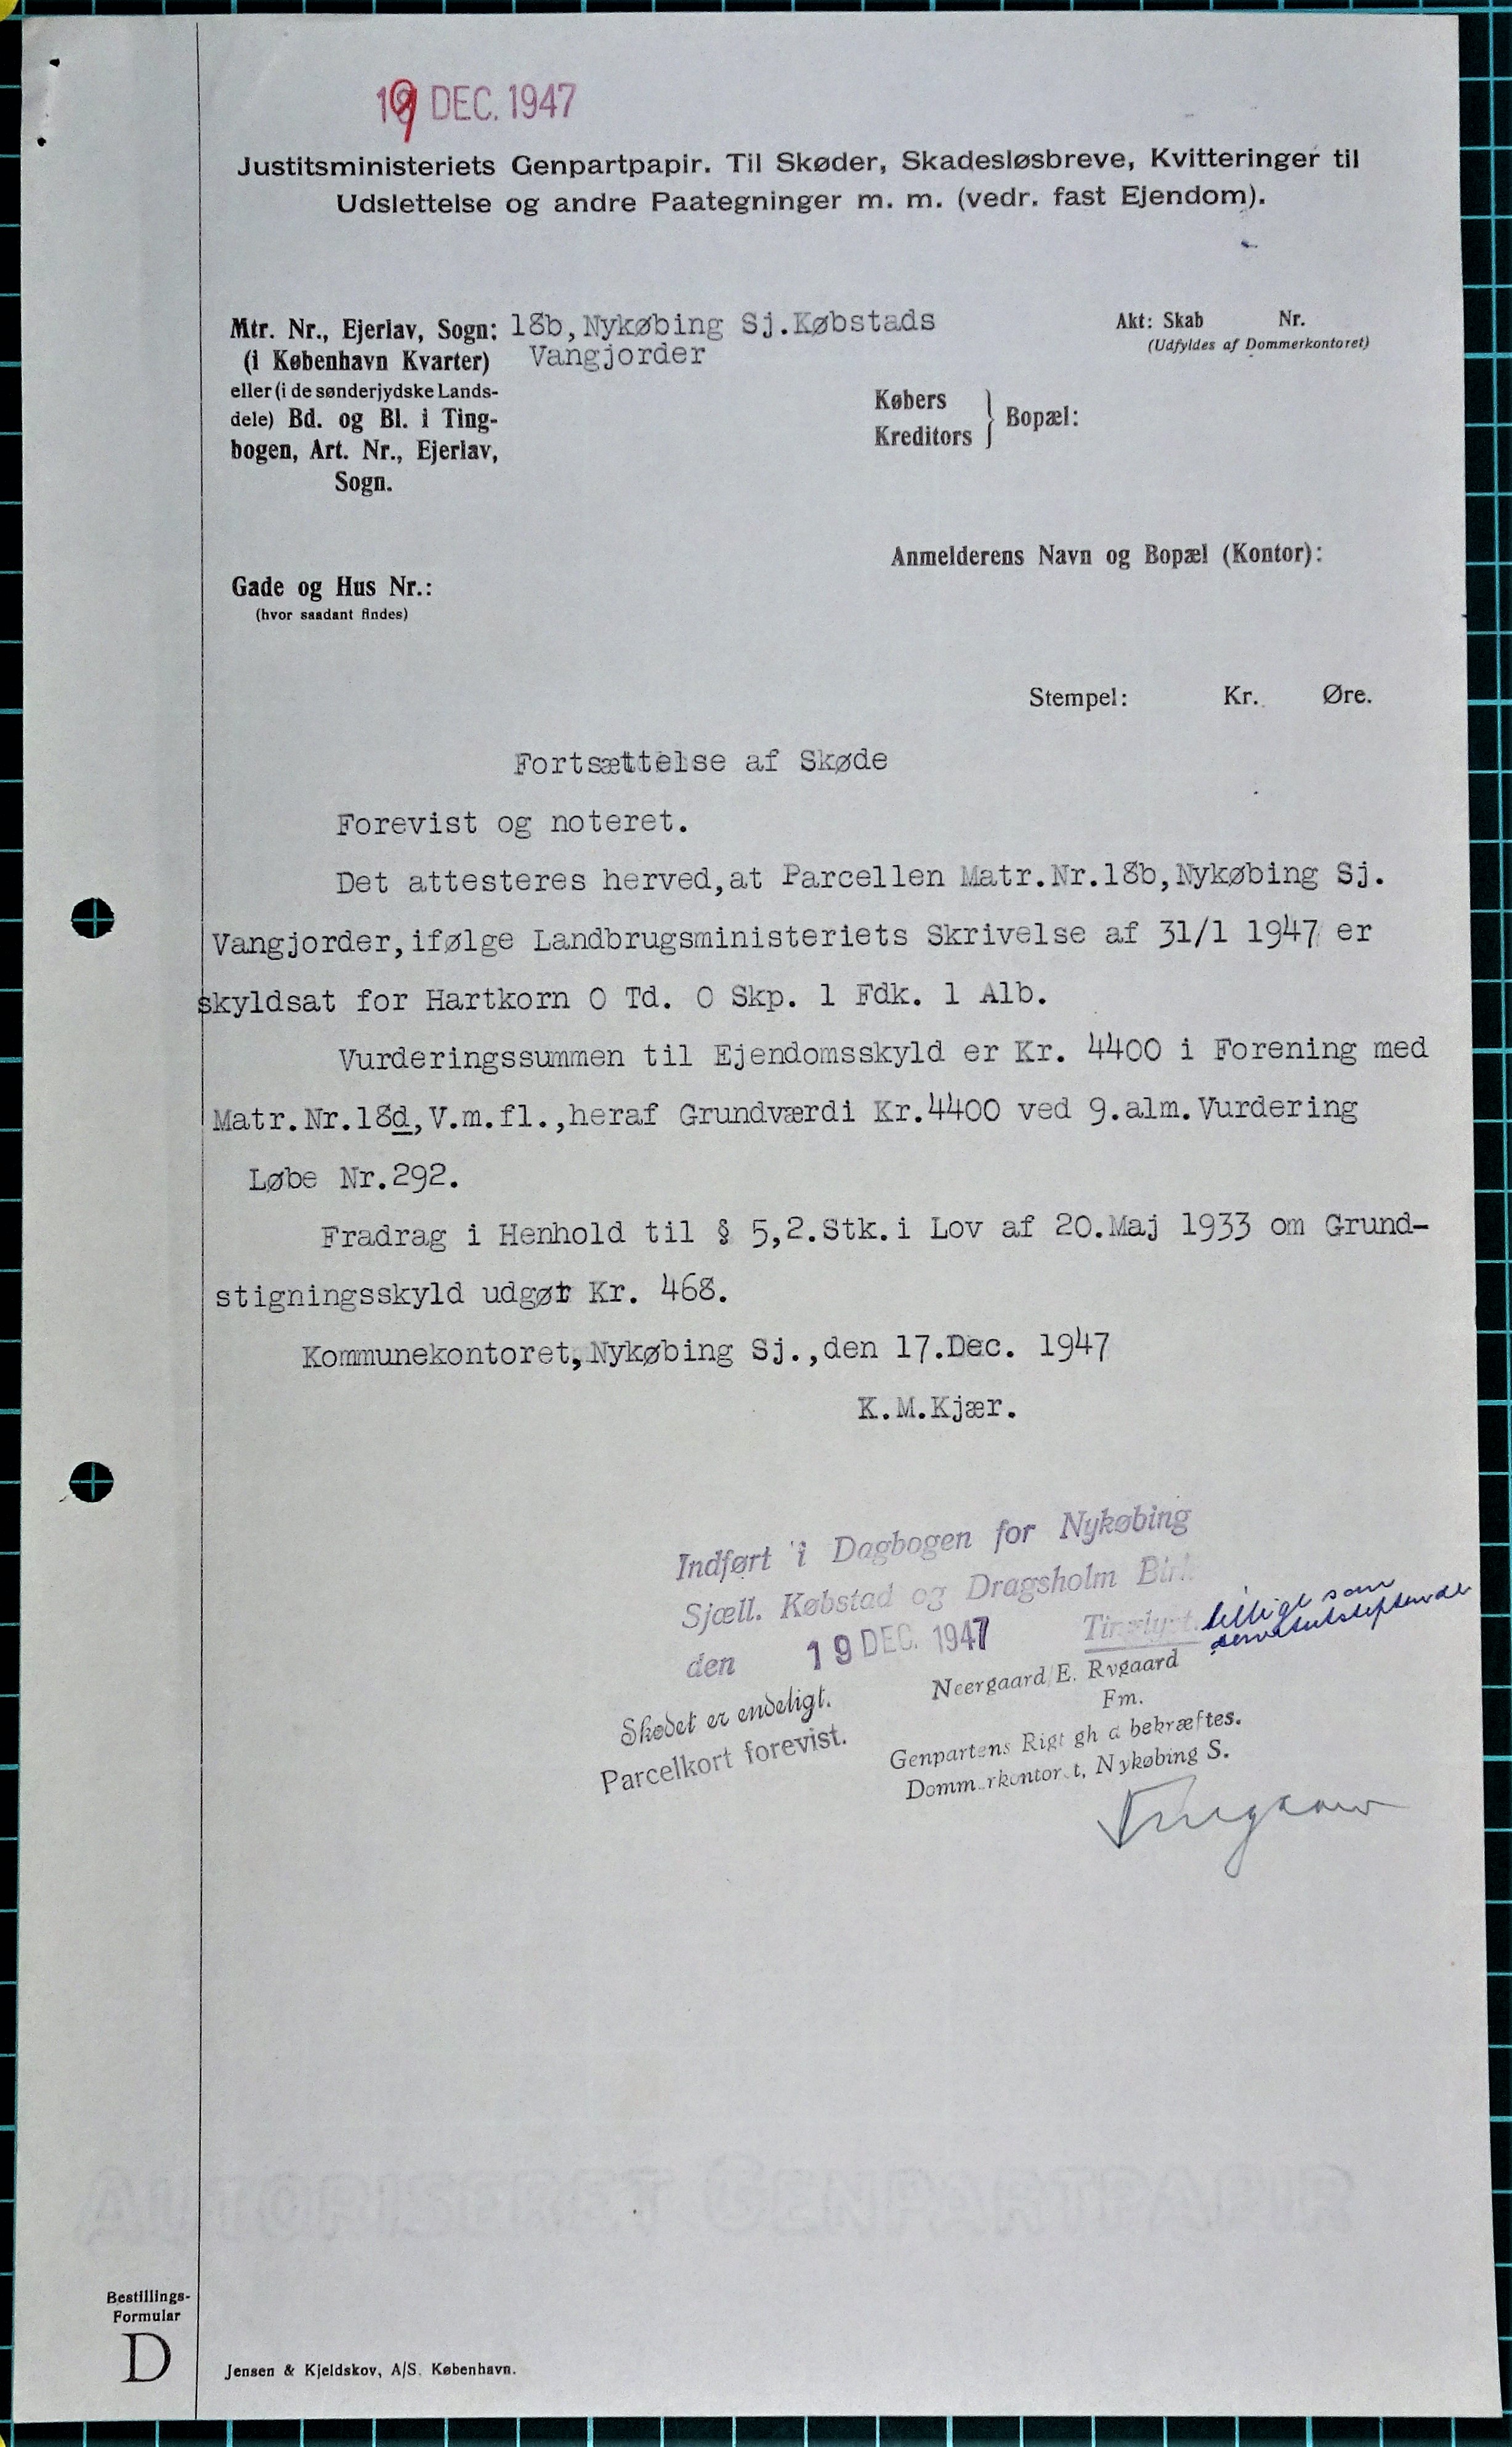 19 DEC. 1947
Justitsministeriets Genpartpapir. Til Skøder, Skadesløsbreve, Kvitteringer til
Udslettelse og andre Paategninger m. m. (vedr. fast Ejendom).
Mtr. Nr., Ejerlav, Sogn: 18b, Nykøbing Sj. Købstads
(i København Kvarter) Vangjorder
eller (i de sønderjydske Lands-
dele) Bd. og Bl. i Ting-
bogen, Art. Nr., Ejerlav,
Sogn.
Akt: Skab Nr.
(Udfyldes af Dommerkontoret)
Købers
Kreditors } Bopæl:
Anmelderens Navn og Bopæl (Kontor):
Gade og Hus Nr.:
(hvor saadant findes)
Stempel: Kr. Øre.
Fortsættelse af Skøde
Forevist og noteret.
Det attesteres herved, at Parcellen Matr.Nr.18b, Nykøbing Sj.
Vangjorder, ifølge Landbrugsministeriets Skrivelse af 31/1 1947 er
skyldsat for Hartkorn 0 Td. 0 Skp. 1 Fdk. 1 Alb.
Vurderingssummen til Ejendomsskyld er Kr. 4400 i Forening med
Matr.Nr.18d, V.m.fl., heraf Grundværdi Kr.4400 ved 9.alm.Vurdering
Løbe Nr.292.
Fradrag i Henhold til § 5,2.Stk.i Lov af 20.Maj 1933 om Grund-
stigningsskyld udgør Kr. 468.
Kommunekontoret, Nykøbing Sj., den 17.Dec. 1947
K.M.Kjær.
Indført i Dagbogen for Nykøbing
Sjæll. Købstad og Dragsholm Birk
den 19 DEC. 1947 Tinglyst. tillige som
servitutstiftende
Neergaard/E. Rygaard
Fm.
Skødet er endeligt.
Parcelkort forevist.
Genpartens Rigtighed bekræftes.
Dommerkontoret, Nykøbing S.
AUTORISERET GENPARTPAPIR
Bestillings-
Formular
D
Jensen & Kjeldskov, A/S. København.